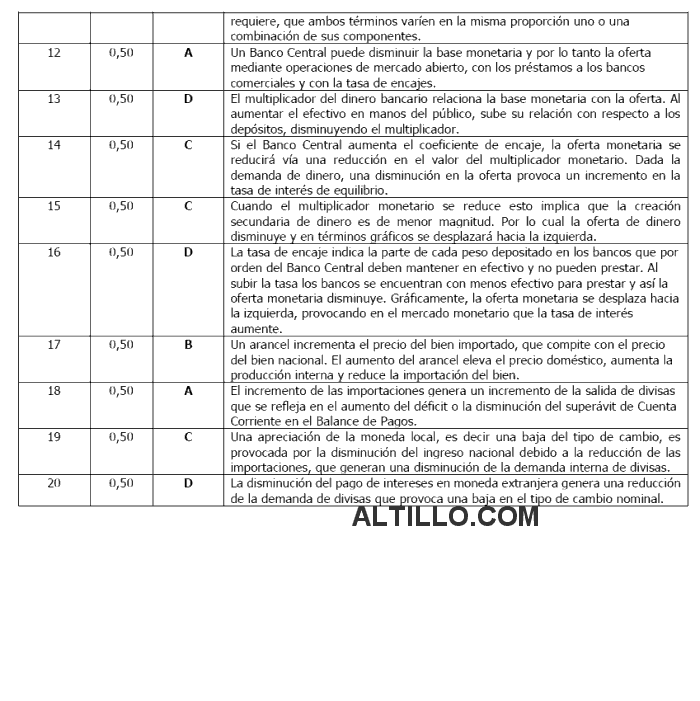 requiere, que ambos términos varíen en la misma proporción uno o una
combinación de sus componentes.
12 0,50 A Un Banco Central puede disminuir la base monetaria y por lo tanto la oferta
mediante operaciones de mercado abierto, con los préstamos a los bancos
comerciales y con la tasa de encajes.
13 0,50 D El multiplicador del dinero bancario relaciona la base monetaria con la oferta. Al
aumentar el efectivo en manos del público, sube su relación con respecto a los
depósitos, disminuyendo el multiplicador.
14 0,50 C Si el Banco Central aumenta el coeficiente de encaje, la oferta monetaria se
reducirá vía una reducción en el valor del multiplicador monetario. Dada la
demanda de dinero, una disminución en la oferta provoca un incremento en la
tasa de interés de equilibrio.
15 0,50 C Cuando el multiplicador monetario se reduce esto implica que la creación
secundaria de dinero es de menor magnitud. Por lo cual la oferta de dinero
disminuye y en términos gráficos se desplazará hacia la izquierda.
16 0,50 D La tasa de encaje indica la parte de cada peso depositado en los bancos que por
orden del Banco Central deben mantener en efectivo y no pueden prestar. Al
subir la tasa los bancos se encuentran con menos efectivo para prestar y así la
oferta monetaria disminuye. Gráficamente, la oferta monetaria se desplaza hacia
la izquierda, provocando en el mercado monetario que la tasa de interés
aumente.
17 0,50 B Un arancel incrementa el precio del bien importado, que compite con el precio
del bien nacional. El aumento del arancel eleva el precio doméstico, aumenta la
producción interna y reduce la importación del bien.
18 0,50 A El incremento de las importaciones genera un incremento de la salida de divisas
que se refleja en el aumento del déficit o la disminución del superávit de Cuenta
Corriente en el Balance de Pagos.
19 0,50 C Una apreciación de la moneda local, es decir una baja del tipo de cambio, es
provocada por la disminución del ingreso nacional debido a la reducción de las
importaciones, que generan una disminución de la demanda interna de divisas.
20 0,50 D La disminución del pago de intereses en moneda extranjera genera una reducción
de la demanda de divisas que provoca una baja en el tipo de cambio nominal.
ALTILLO.COM